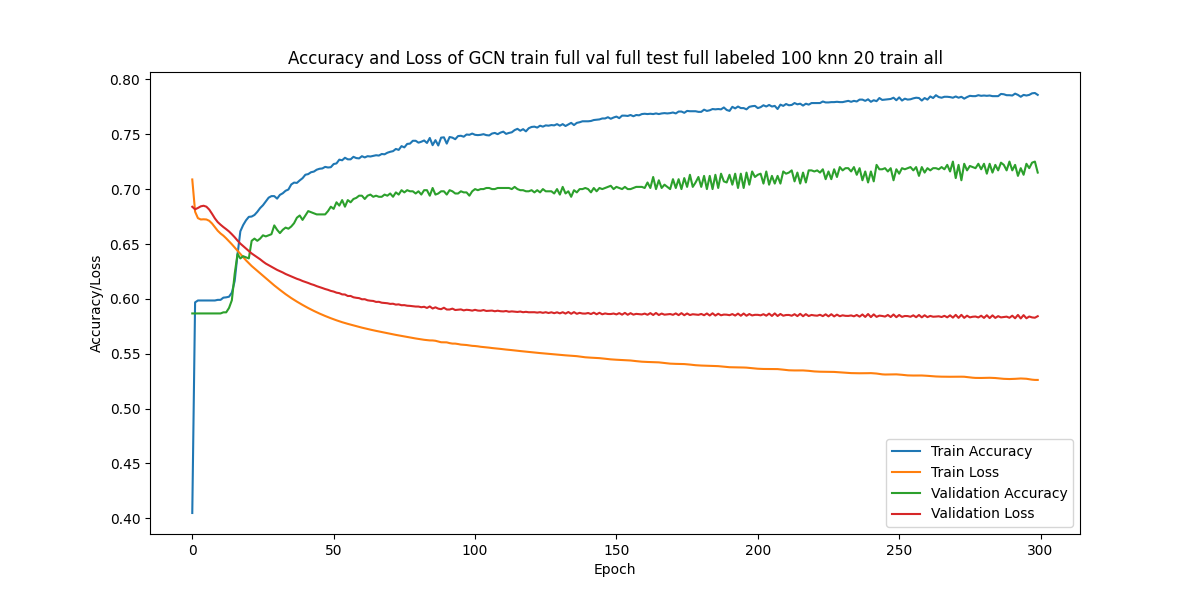 Accuracy and Loss of GCN train full val full test full labeled 100 knn 20 train all
0.80
0.75
0.70
0.65
0.60
0.55
0.50
0.45
0.40
Accuracy/Loss
0
50
100
150
200
250
300
Epoch
Train Accuracy
Train Loss
Validation Accuracy
Validation Loss